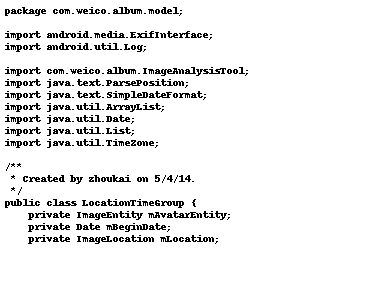 package com.weico.album.model;

import android.media.ExifInterface;
import android.util.Log;

import com.weico.album.ImageAnalysisTool;
import java.text.ParsePosition;
import java.text.SimpleDateFormat;
import java.util.ArrayList;
import java.util.Date;
import java.util.List;
import java.util.TimeZone;

/**
 * Created by zhoukai on 5/4/14.
 */
public class LocationTimeGroup {
    private ImageEntity mAvatarEntity;
    private Date mBeginDate;
    private ImageLocation mLocation;